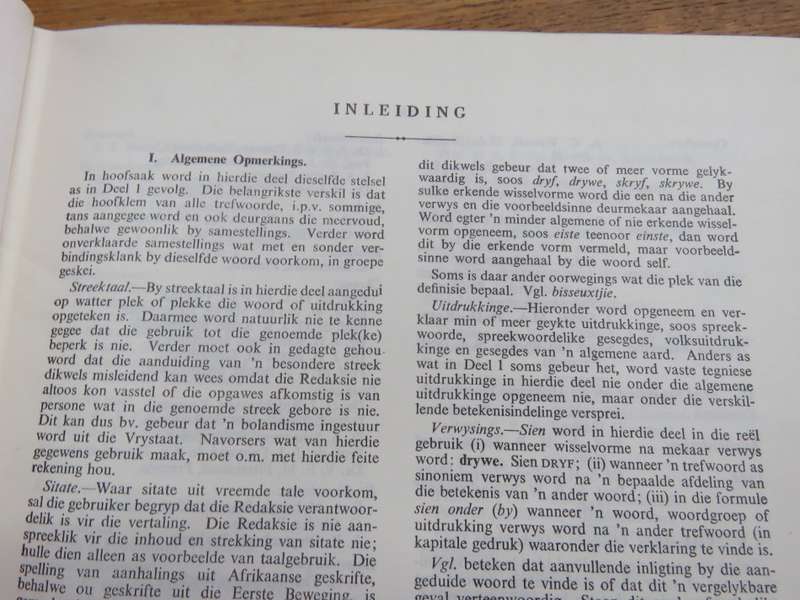 INLEIDING
I. Algemene Opmerkings.
In hoofsaak word in hierdie deel dieselfde stelsel
as in Deel 1 gevolg. Die belangrikste verskil is dat
die hoofklem van alle trefwoorde, i.p.v. sommige,
tans aangegee word en ook deurgaans die meervoud,
behalwe gewoonlik by samestellings. Verder word
onverklaarde samestellings wat met en sonder ver-
bindingsklank by dieselfde woord voorkom, in groepe
geskei.
Streektaal.—By streektaal is in hierdie deel aangedui
op watter plek of plekke die woord of uitdrukking
opgeteken is. Daarmee word natuurlik nie te kenne
gegee dat die gebruik tot die genoemde plek(ke)
beperk is nie. Verder moet ook in gedagte gehou
word dat die aanduiding van 'n besondere streek
dikwels misleidend kan wees omdat die Redaksie nie
altoos kon vasstel of die opgawes afkomstig is van
persone wat in die genoemde streek gebore is nie.
Dit kan dus bv. gebeur dat 'n bolandisme ingestuur
word uit die Vrystaat. Navorsers wat van hierdie
gegewens gebruik maak, moet o.m. met hierdie feite
rekening hou.
Sitate.—Waar sitate uit vreemde tale voorkom,
sal die gebruiker begryp dat die Redaksie verantwoor-
delik is vir die vertaling. Die Redaksie is nie aan-
spreeklik vir die inhoud en strekking van sitate nie;
hulle dien alleen as voorbeelde van taalgebruik. Die
spelling van aanhalings uit Afrikaanse geskrifte,
behalwe ou geskrifte uit die Eerste Beweging, is
dit dikwels gebeur dat twee of meer vorme gelyk-
waardig is, soos dryf, drywe, skryf, skrywe. By
sulke erkende wisselvorme word die een na die ander
verwys en die voorbeeldsinne deurmekaar aangehaal.
Word egter 'n minder algemene of nie erkende wissel-
vorm opgeneem, soos eiste teenoor einste, dan word
dit by die erkende vorm vermeld, maar voorbeeld-
sinne word aangehaal by die woord self.
Soms is daar ander oorwegings wat die plek van die
definisie bepaal. Vgl. bisseuxtjie.
Uitdrukkinge.—Hieronder word opgeneem en ver-
klaar min of meer geykte uitdrukkinge, soos spreek-
woorde, spreekwoordelike gesegdes, volksuitdruk-
kinge en gesegdes van 'n algemene aard. Anders as
wat in Deel 1 soms gebeur het, word vaste tegniese
uitdrukkinge in hierdie deel nie onder die algemene
uitdrukkinge opgeneem nie, maar onder die verskil-
lende betekenisindelinge versprei.
Verwysings.—Sien word in hierdie deel in die reël
gebruik (i) wanneer wisselvorme na mekaar verwys
word: drywe. Sien DRYF; (ii) wanneer 'n trefwoord as
sinoniem verwys word na 'n bepaalde afdeling van
die betekenis van 'n ander woord; (iii) in die formule
sien onder (by) wanneer 'n woord, woordgroep of
uitdrukking verwys word na 'n ander trefwoord (in
kapitale gedruk) waaronder die verklaring te vinde is.
Vgl. beteken dat aanvullende inligting by die aan-
geduide woord te vinde is of dat dit 'n vergelykbare
geval verteenwoordig.